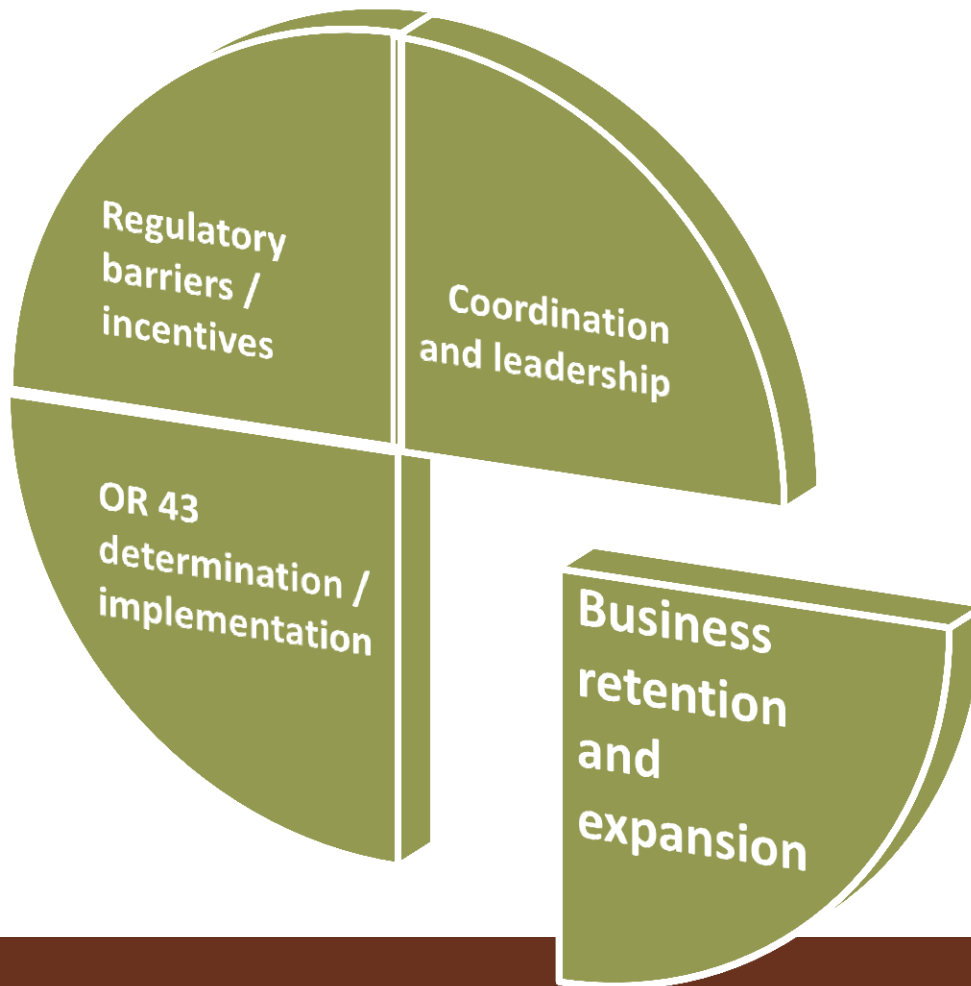 Regulatory
barriers /
incentives
Coordination
and leadership
OR 43
determination /
implementation
Business
retention
and
expansion